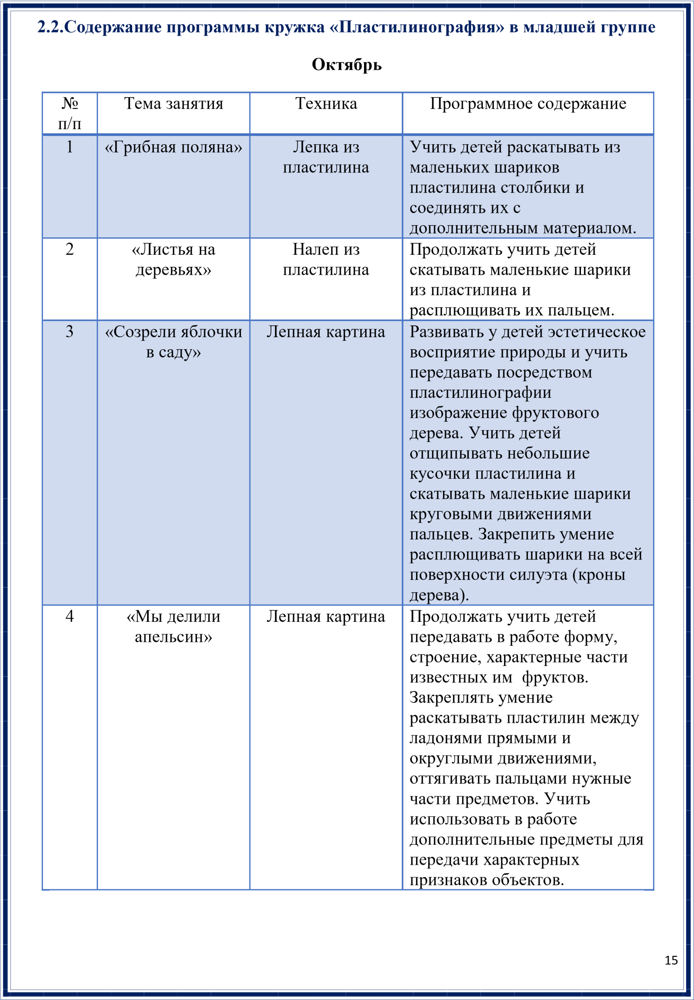 2.2.Содержание программы кружка «Пластилинография» в младшей группе
Октябрь
№ п/п
Тема занятия
Техника
Программное содержание
1
«Грибная поляна»
Лепка из
пластилина
Учить детей раскатывать из
маленьких шариков
пластилина столбики и
соединять их с
дополнительным материалом.
2
«Листья на
деревьях»
Налеп из
пластилина
Продолжать учить детей
скатывать маленькие шарики
из пластилина и
расплющивать их пальцем.
3
«Созрели яблочки
в саду»
Лепная картина
Развивать у детей эстетическое
восприятие природы и учить
передавать посредством
пластилинографии
изображение фруктового
дерева. Учить детей
отщипывать небольшие
кусочки пластилина и
скатывать маленькие шарики
круговыми движениями
пальцев. Закрепить умение
расплющивать шарики на всей
поверхности силуэта (кроны
дерева).
4
«Мы делили
апельсин»
Лепная картина
Продолжать учить детей
передавать в работе форму,
строение, характерные части
известных им  фруктов.
Закреплять умение
раскатывать пластилин между
ладонями прямыми и
округлыми движениями,
оттягивать пальцами нужные
части предметов. Учить
использовать в работе
дополнительные предметы для
передачи характерных
признаков объектов.
15